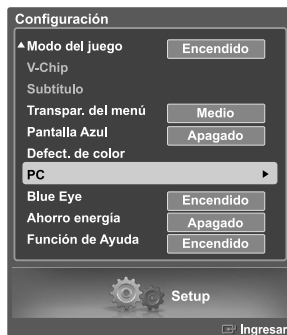 Configuración
▲Modo del juego Encendido
V-Chip
Subtítulo
Transpar. del menú Medio
Pantalla Azul Apagado
Defect. de color
PC ►
Blue Eye Encendido
Ahorro energía Apagado
Función de Ayuda Encendido
Setup
Ingresar